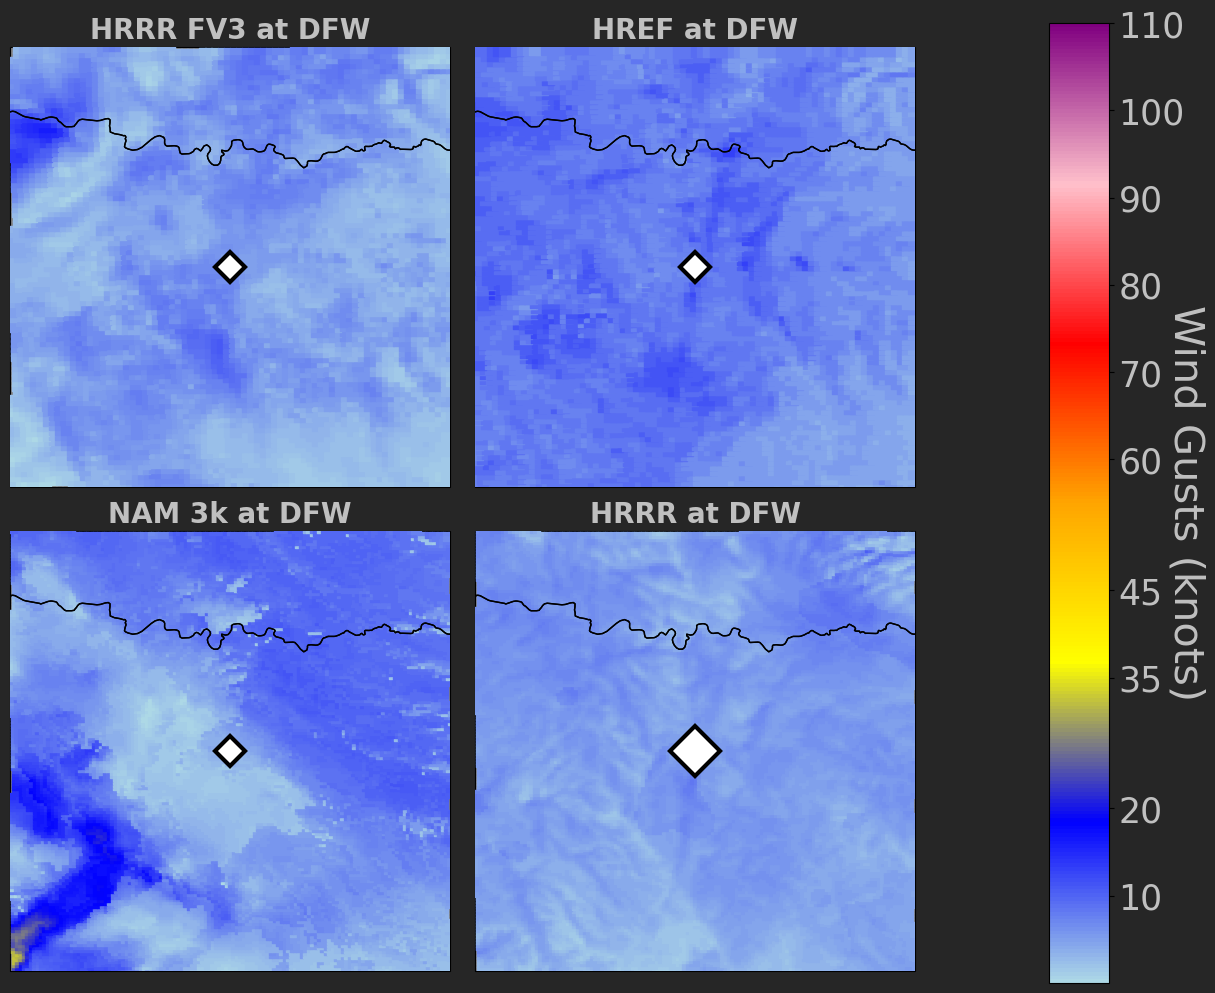 HRRR FV3 at DFW
HREF at DFW
NAM 3k at DFW
HRRR at DFW
110
100
90
80
70
60
45
35
20
10
Wind Gusts (knots)